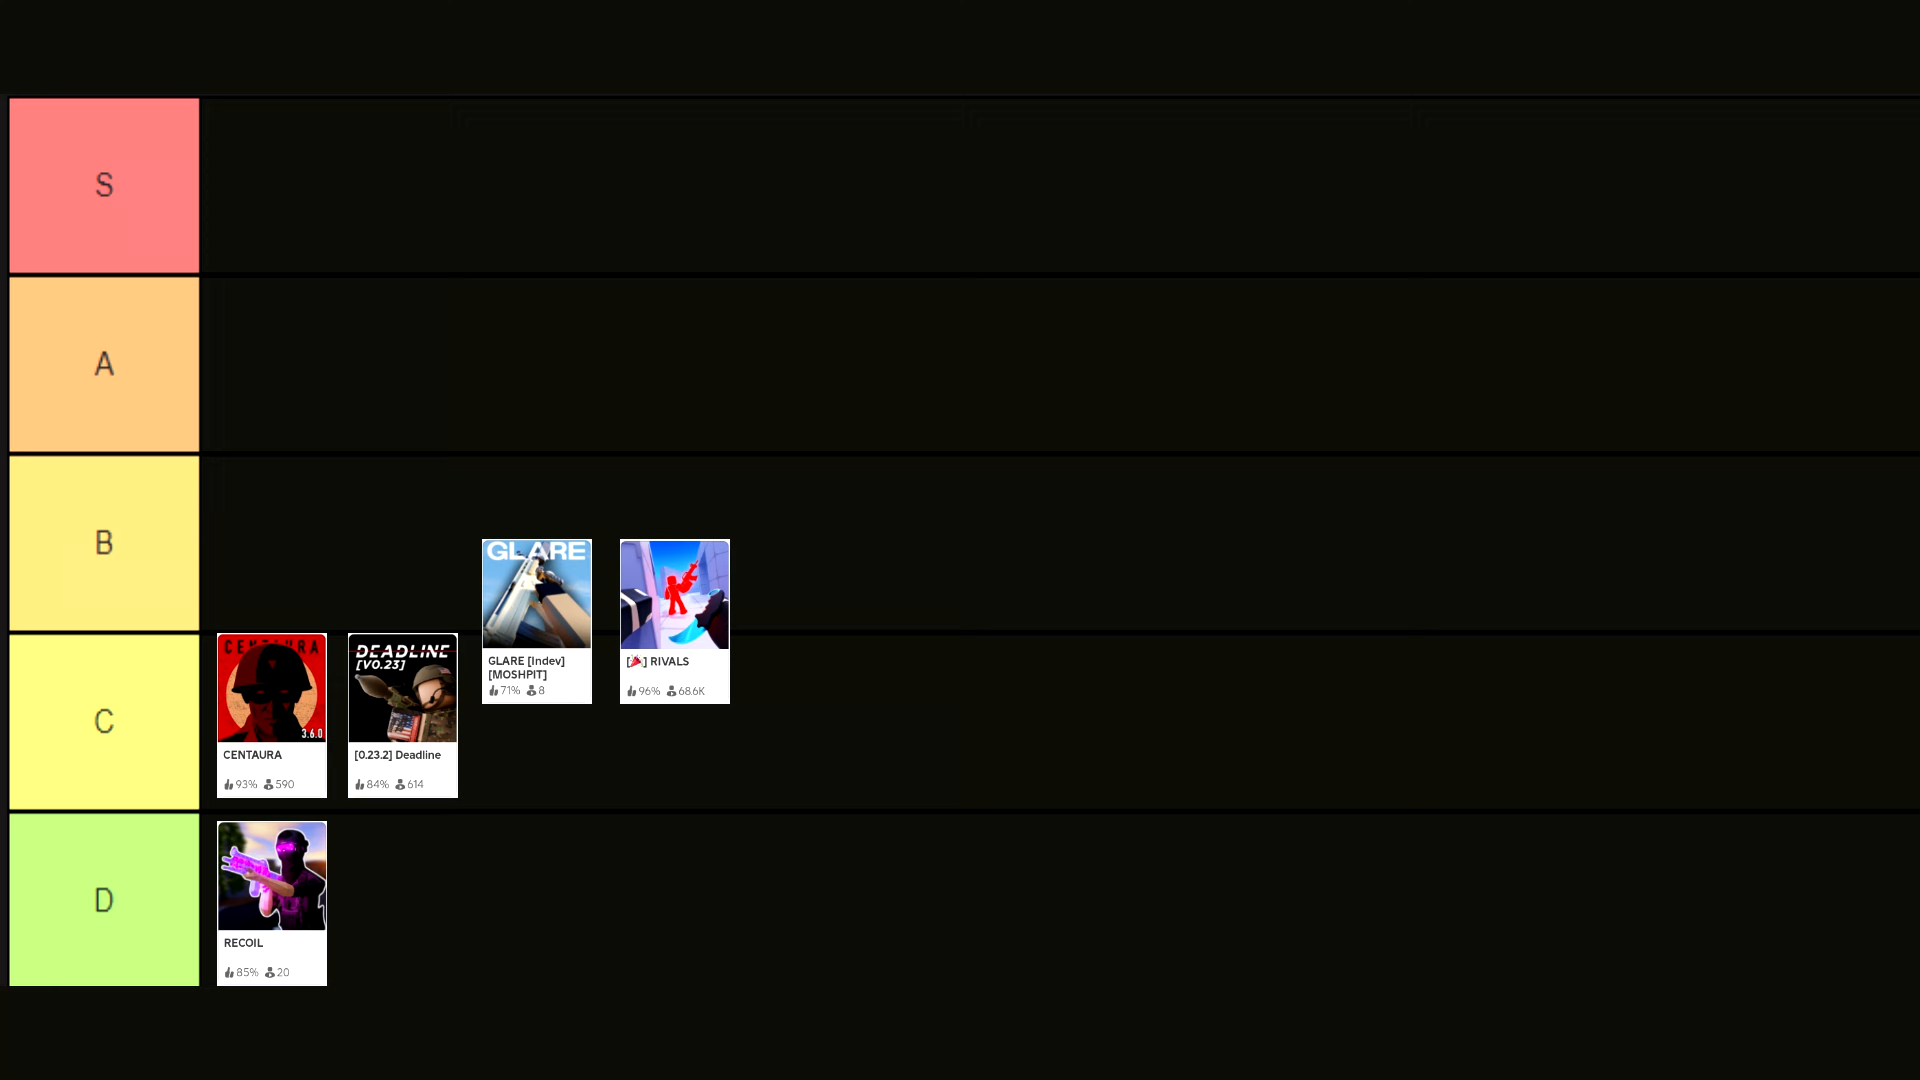 S
A
B
GLARE
GLARE [Indev]
[MOSHPIT]
71% 8
[🎉] RIVALS
96% 68.6K
C
CENTAURA
3.6.0
CENTAURA
93% 590
DEADLINE
[V0.23]
[0.23.2] Deadline
84% 614
D
RECOIL
85% 20